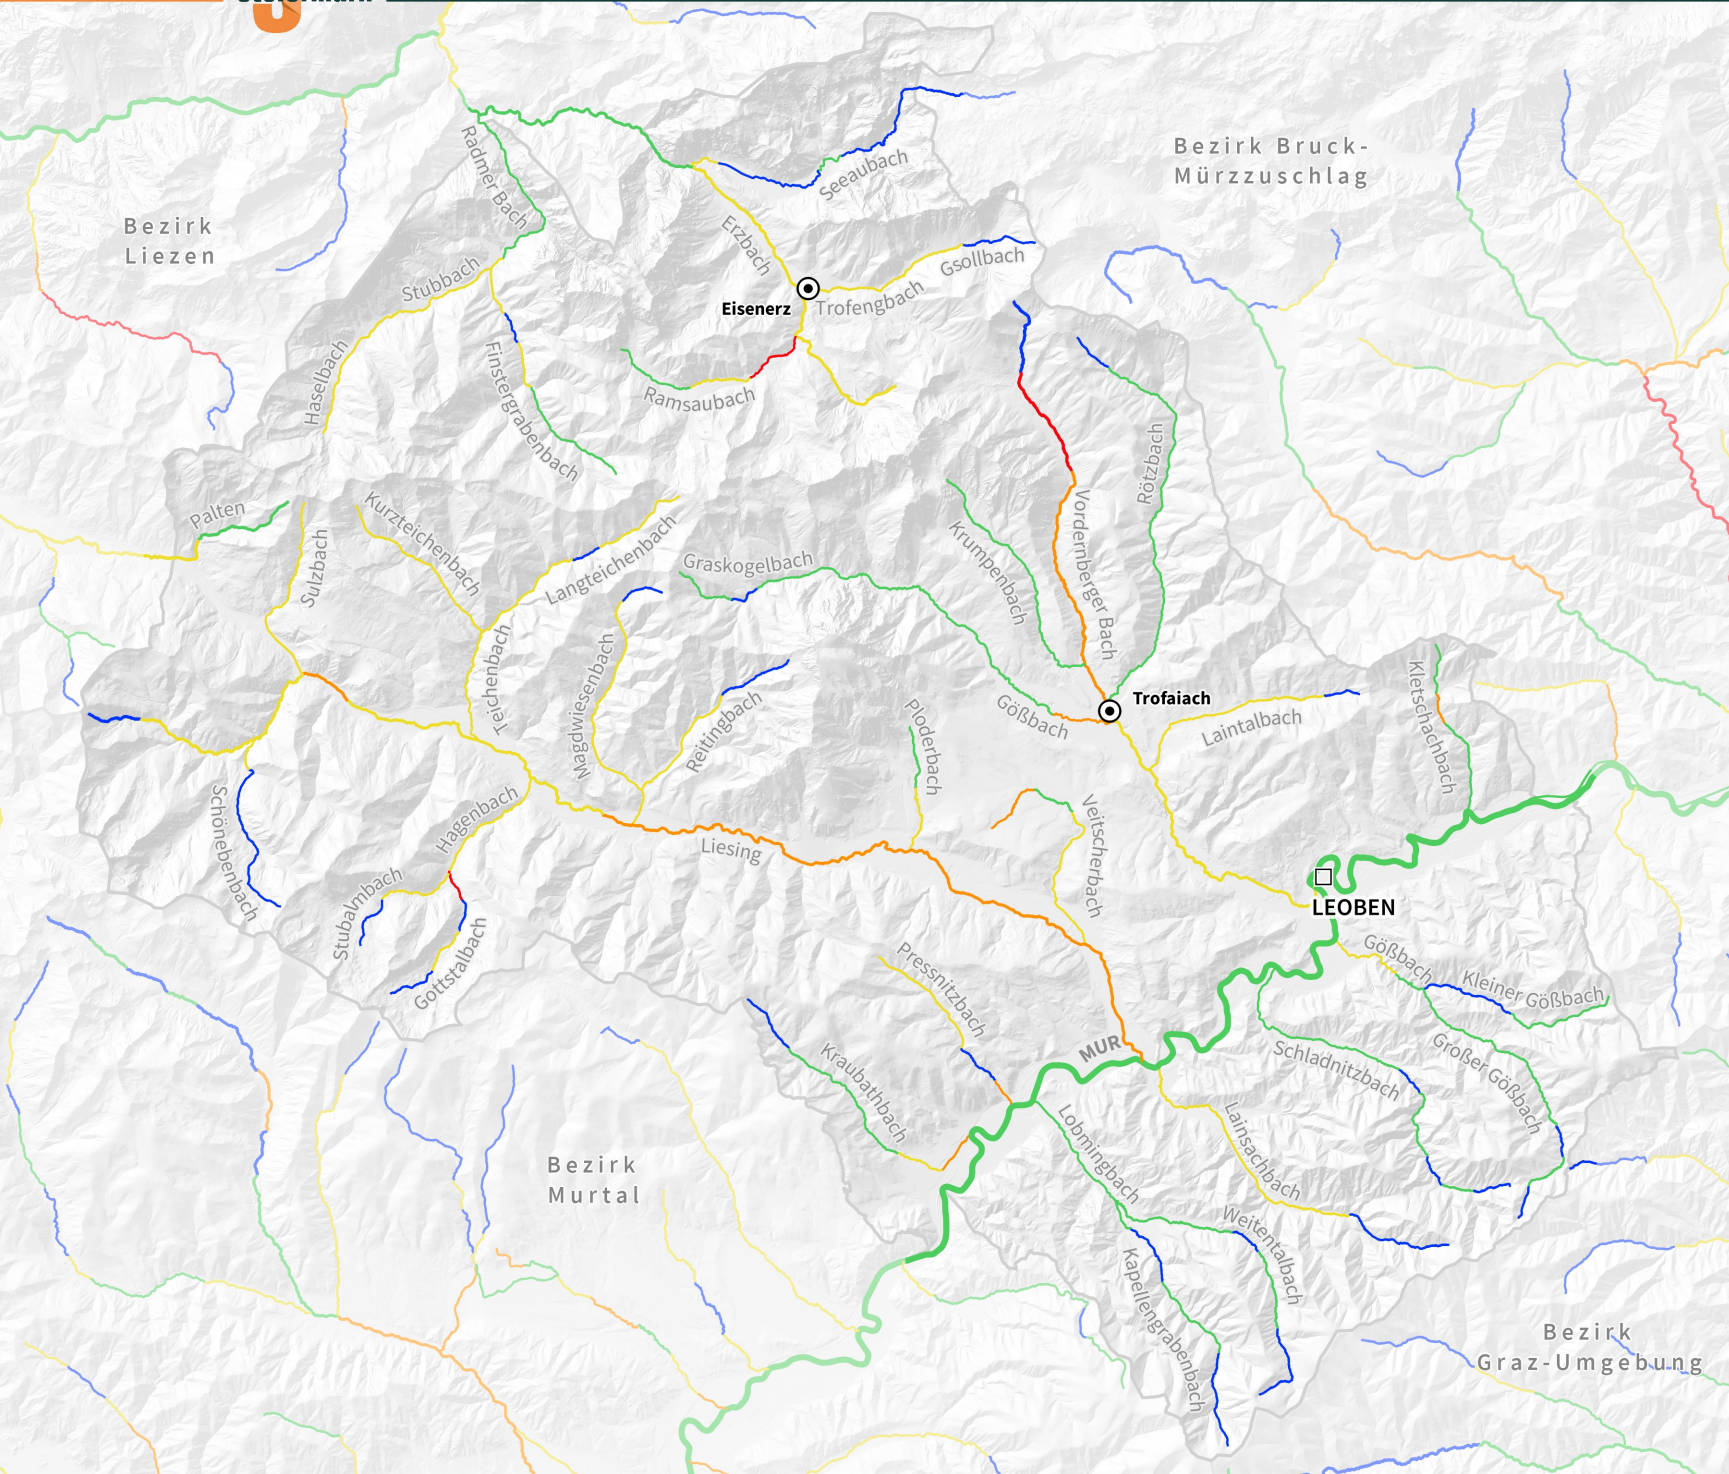 Steiermark
Bezirk Bruck-
Mürzzuschlag
Radmer Bach
Seeaubach
Bezirk
Liezen
Erzbach
Gsollbach
Stubbach
Eisenerz
Trofengbach
Haselbach
Finstergrabenbach
Ramsaubach
Rötzbach
Palten
Kurzteichenbach
Vordernberger Bach
Sulzbach
Langteichenbach
Graskogelbach
Krumpenbach
Teichenbach
Magdwiesenbach
Reitingbach
Gößbach
Trofaiach
Laintalbach
Kletschachbach
Ploderbach
Schönebenbach
Hagenbach
Liesing
Veitscherbach
Stubalmbach
Gottstalbach
LEOBEN
Pressnitzbach
Gößbach
Kleiner Gößbach
Kraubathbach
MUR
Schladnitzbach
Großer Gößbach
Lobmingbach
Lainsachbach
Bezirk
Murtal
Weitentalbach
Kapellengrabenbach
Bezirk
Graz-Umgebung